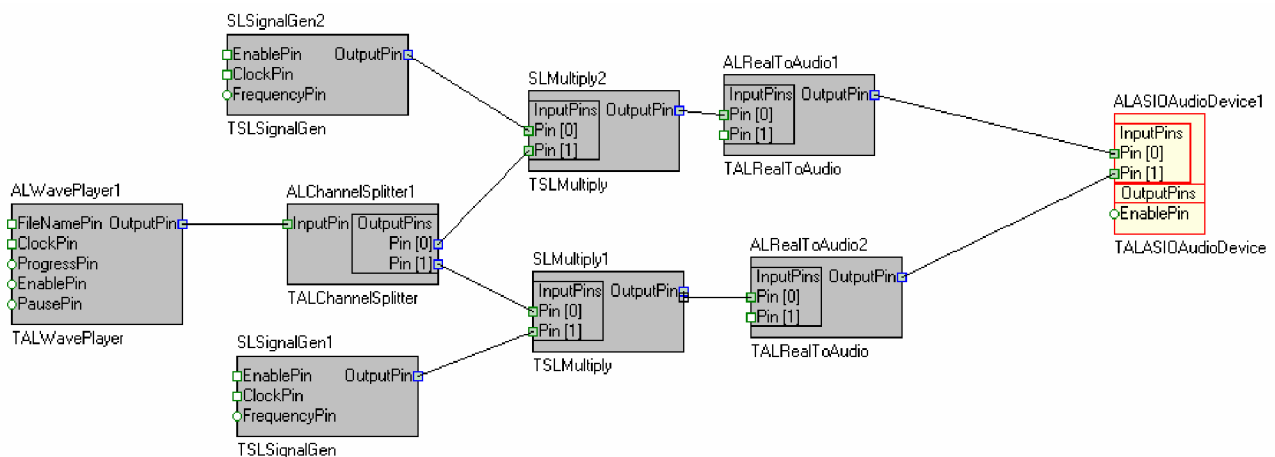 SLSignalGen2
EnablePin OutputPin
ClockPin
FrequencyPin
TSLSignalGen
SLMultiply2
InputPins OutputPin
Pin [0]
Pin [1]
TSLMultiply
ALRealToAudio1
InputPins OutputPin
Pin [0]
Pin [1]
TALRealToAudio
ALASIOAudioDevice1
InputPins
Pin [0]
Pin [1]
OutputPins
EnablePin
TALASIOAudioDevice
ALWavePlayer1
FileNamePin OutputPin
ClockPin
ProgressPin
EnablePin
PausePin
TALWavePlayer
ALChannelSplitter1
InputPin OutputPins
Pin [0]
Pin [1]
TALChannelSplitter
SLMultiply1
InputPins OutputPin
Pin [0]
Pin [1]
TSLMultiply
ALRealToAudio2
InputPins OutputPin
Pin [0]
Pin [1]
TALRealToAudio
SLSignalGen1
EnablePin OutputPin
ClockPin
FrequencyPin
TSLSignalGen